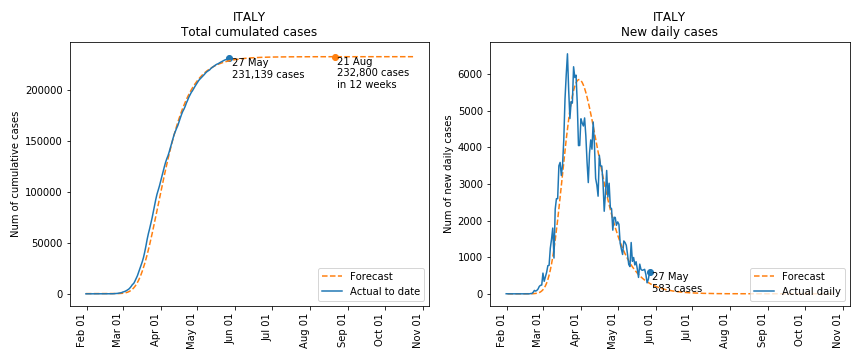 ITALY
Total cumulated cases
Num of cumulative cases
200000
150000
100000
50000
0
27 May
231,139 cases
21 Aug
232,800 cases
in 12 weeks
Forecast
Actual to date
Feb 01
Mar 01
Apr 01
May 01
Jun 01
Jul 01
Aug 01
Sep 01
Oct 01
Nov 01
ITALY
New daily cases
Num of new daily cases
6000
5000
4000
3000
2000
1000
0
27 May
583 cases
Forecast
Actual daily
Feb 01
Mar 01
Apr 01
May 01
Jun 01
Jul 01
Aug 01
Sep 01
Oct 01
Nov 01